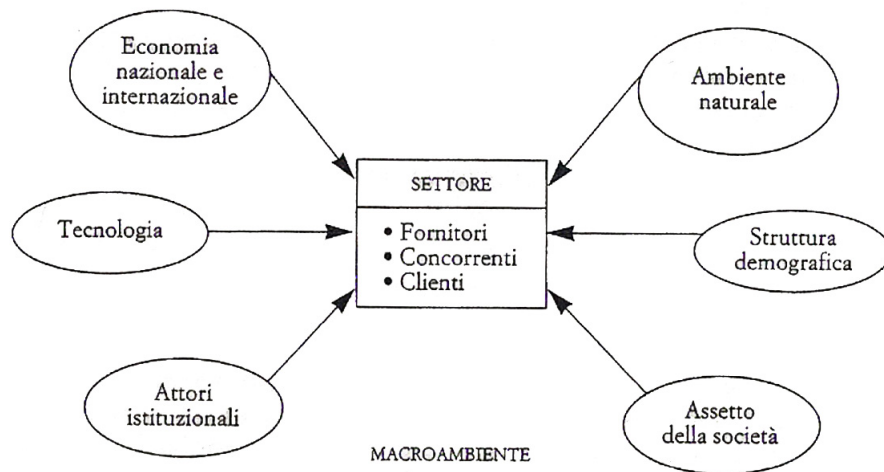 Economia
nazionale e
internazionale
Ambiente
naturale
SETTORE
• Fornitori
• Concorrenti
• Clienti
Tecnologia
Struttura
demografica
Attori
istituzionali
Assetto
della società
MACROAMBIENTE